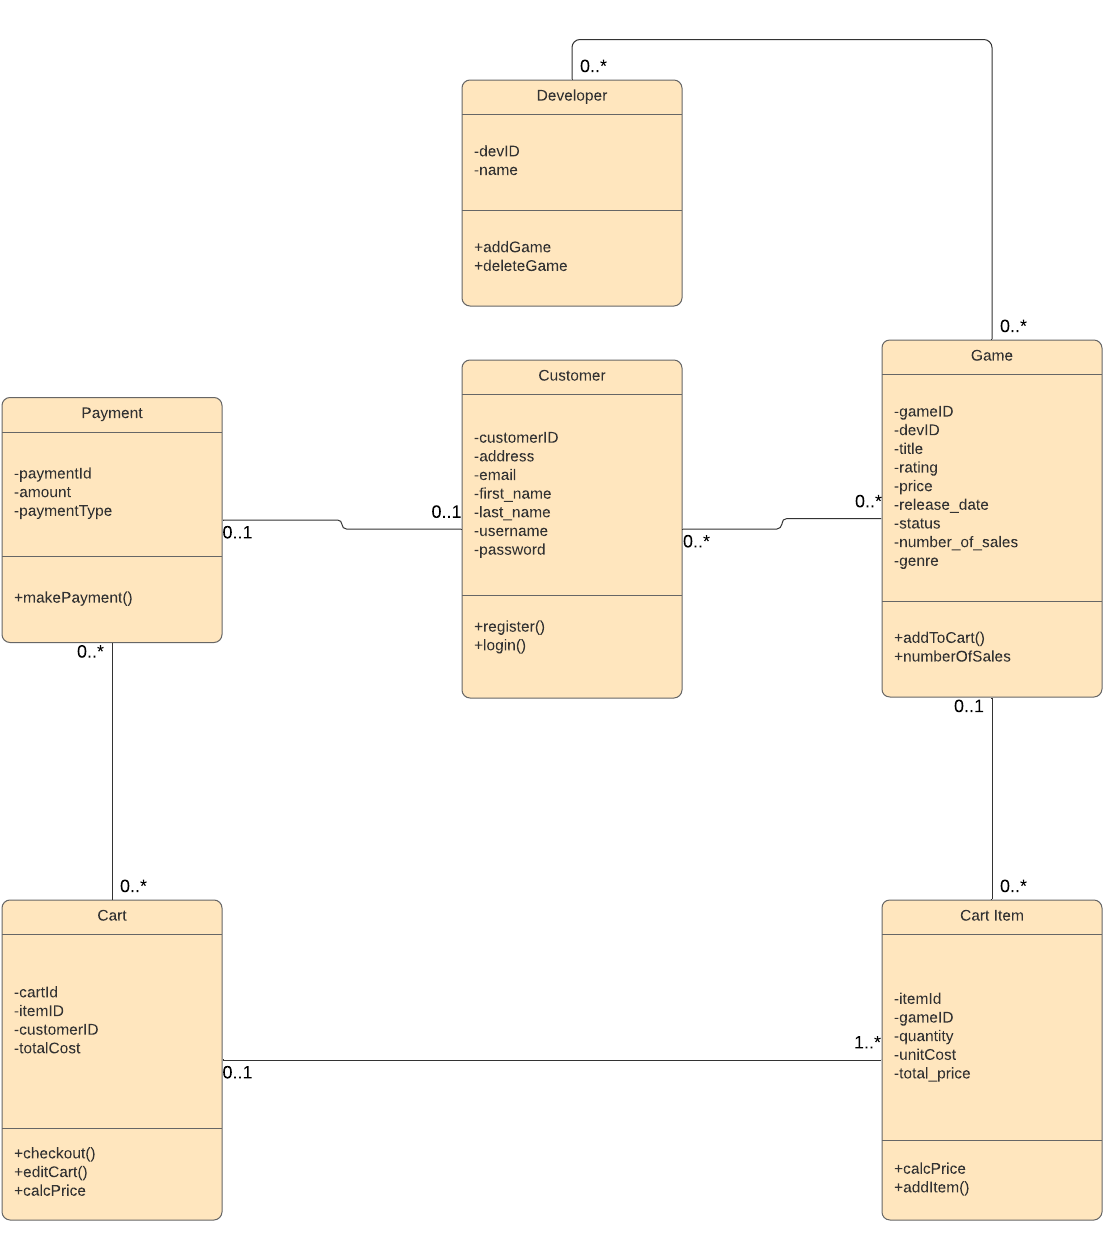 0..*
Developer
-devID
-name
+addGame
+deleteGame
0..*
Game
-gameID
-devID
-title
-rating
-price
-release_date
-status
-number_of_sales
-genre
+addToCart()
+numberOfSales
Customer
-customerID
-address
-email
-first_name
-last_name
-username
-password
+register()
+login()
0..*
0..*
Payment
-paymentId
-amount
-paymentType
+makePayment()
0..1
0..1
0..*
0..1
0..*
Cart
-cartId
-itemID
-customerID
-totalCost
+checkout()
+editCart()
+calcPrice
0..1
1..*
0..*
Cart Item
-itemId
-gameID
-quantity
-unitCost
-total_price
+calcPrice
+addItem()